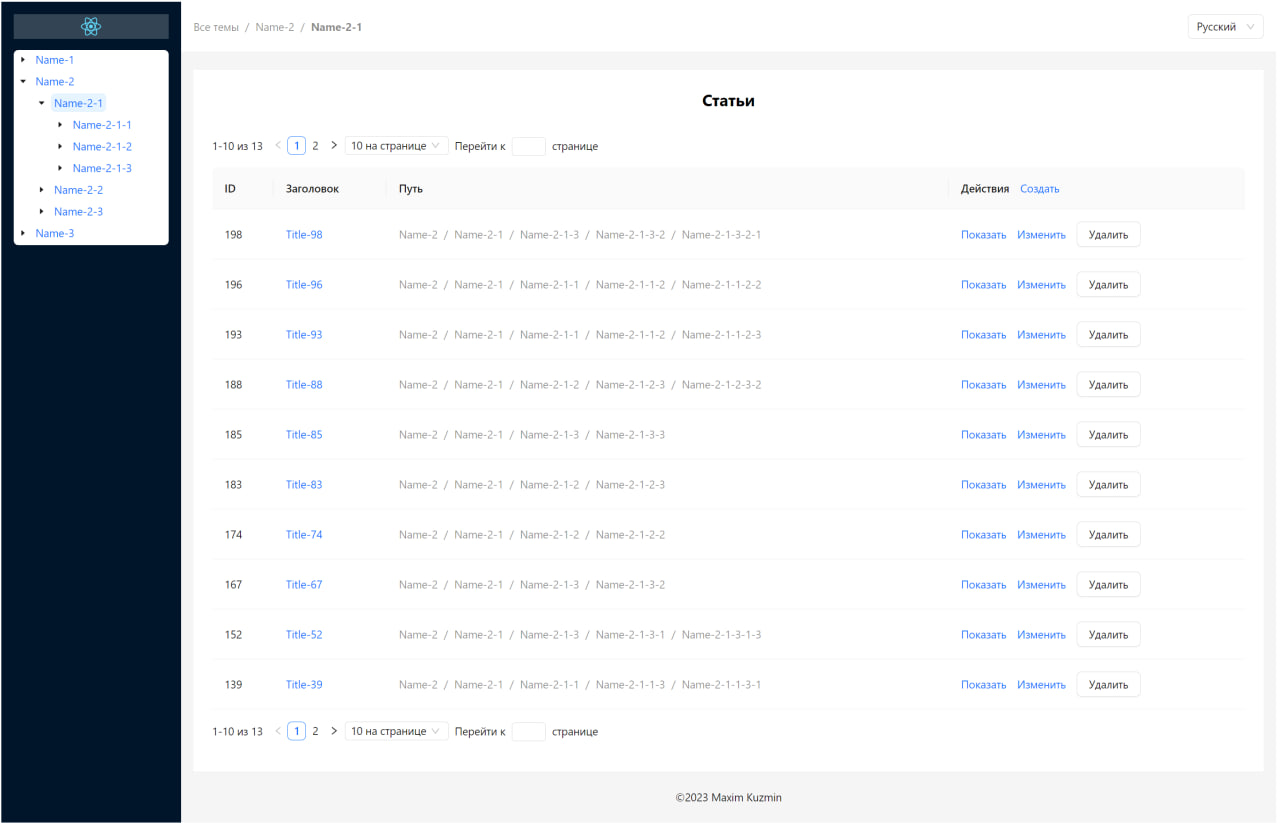 Все темы / Name-2 / Name-2-1
Русский
Name-1
Name-2
Name-2-1
Name-2-1-1
Name-2-1-2
Name-2-1-3
Name-2-2
Name-2-3
Name-3
Статьи
1-10 из 13 < 1 2 > 10 на странице Перейти к странице
ID Заголовок Путь Действия Создать
198 Title-98 Name-2 / Name-2-1 / Name-2-1-3 / Name-2-1-3-2 / Name-2-1-3-2-1 Показать Изменить Удалить
196 Title-96 Name-2 / Name-2-1 / Name-2-1-1 / Name-2-1-1-2 / Name-2-1-1-2-2 Показать Изменить Удалить
193 Title-93 Name-2 / Name-2-1 / Name-2-1-1 / Name-2-1-1-2 / Name-2-1-1-2-3 Показать Изменить Удалить
188 Title-88 Name-2 / Name-2-1 / Name-2-1-2 / Name-2-1-2-3 / Name-2-1-2-3-2 Показать Изменить Удалить
185 Title-85 Name-2 / Name-2-1 / Name-2-1-3 / Name-2-1-3-3 Показать Изменить Удалить
183 Title-83 Name-2 / Name-2-1 / Name-2-1-2 / Name-2-1-2-3 Показать Изменить Удалить
174 Title-74 Name-2 / Name-2-1 / Name-2-1-2 / Name-2-1-2-2 Показать Изменить Удалить
167 Title-67 Name-2 / Name-2-1 / Name-2-1-3 / Name-2-1-3-2 Показать Изменить Удалить
152 Title-52 Name-2 / Name-2-1 / Name-2-1-3 / Name-2-1-3-1 / Name-2-1-3-1-3 Показать Изменить Удалить
139 Title-39 Name-2 / Name-2-1 / Name-2-1-1 / Name-2-1-1-3 / Name-2-1-1-3-1 Показать Изменить Удалить
1-10 из 13 < 1 2 > 10 на странице Перейти к странице
©2023 Maxim Kuzmin